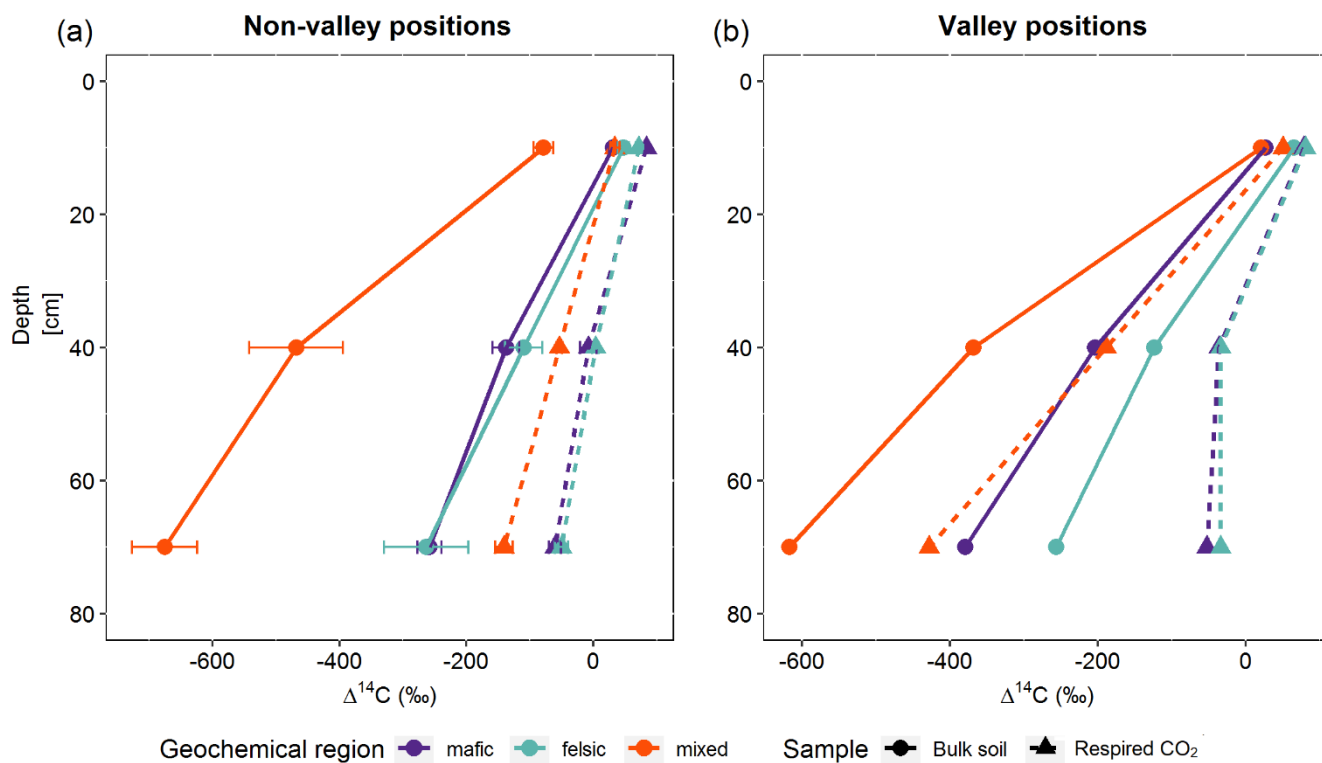 (a) Non-valley positions
(b) Valley positions
Depth
[cm]
0
20
40
60
80
-600 -400 -200 0
Δ¹⁴C (‰)
0
20
40
60
80
-600 -400 -200 0
Δ¹⁴C (‰)
Geochemical region mafic felsic mixed Sample Bulk soil Respired CO₂